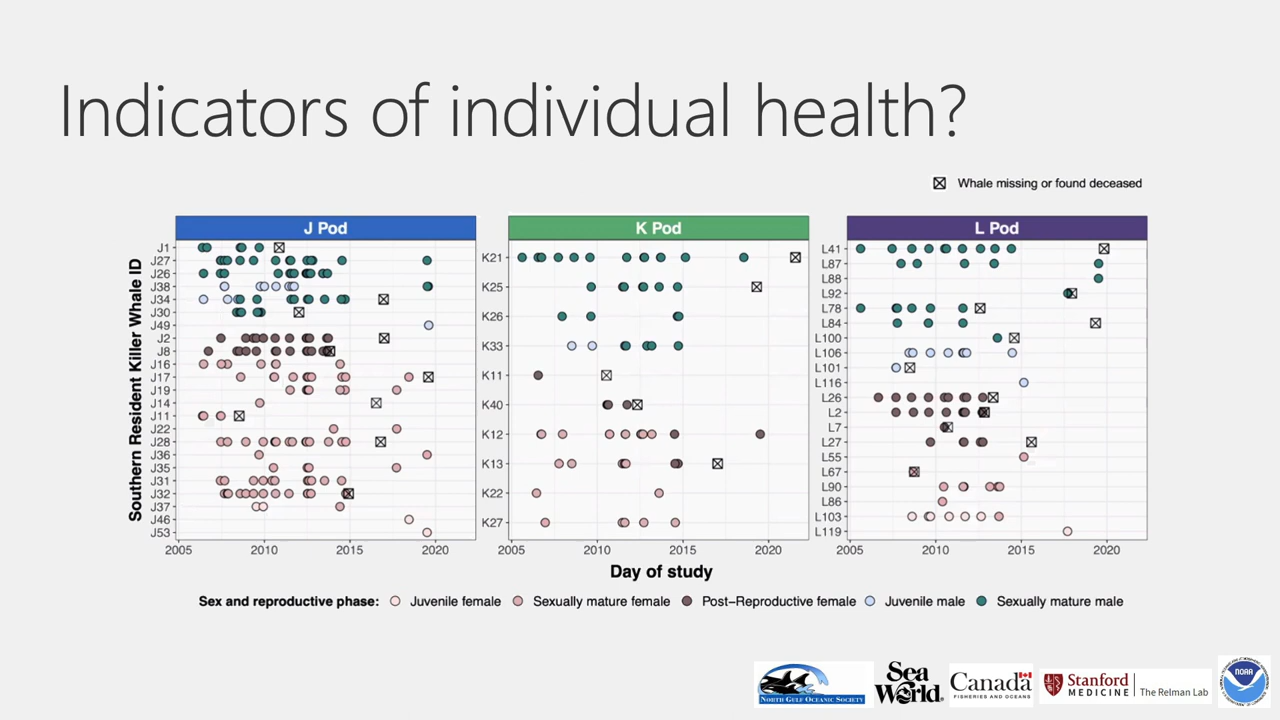 Indicators of individual health?
Whale missing or found deceased
J Pod
K Pod
L Pod
Southern Resident Killer Whale ID
J1
J27
J26
J38
J34
J30
J49
J2
J8
J16
J17
J19
J14
J11
J22
J28
J36
J35
J31
J32
J37
J46
J53
K21
K25
K26
K33
K11
K40
K12
K13
K22
K27
L41
L87
L88
L92
L78
L84
L100
L106
L101
L116
L26
L2
L7
L27
L55
L67
L90
L86
L103
L119
2005 2010 2015 2020
2005 2010 2015 2020
2005 2010 2015 2020
Day of study
Sex and reproductive phase: Juvenile female Sexually mature female Post-Reproductive female Juvenile male Sexually mature male
NORTH GULF OCEANIC SOCIETY
Sea World
Canada
FISHERIES AND OCEANS
Stanford MEDICINE The Relman Lab
NOAA